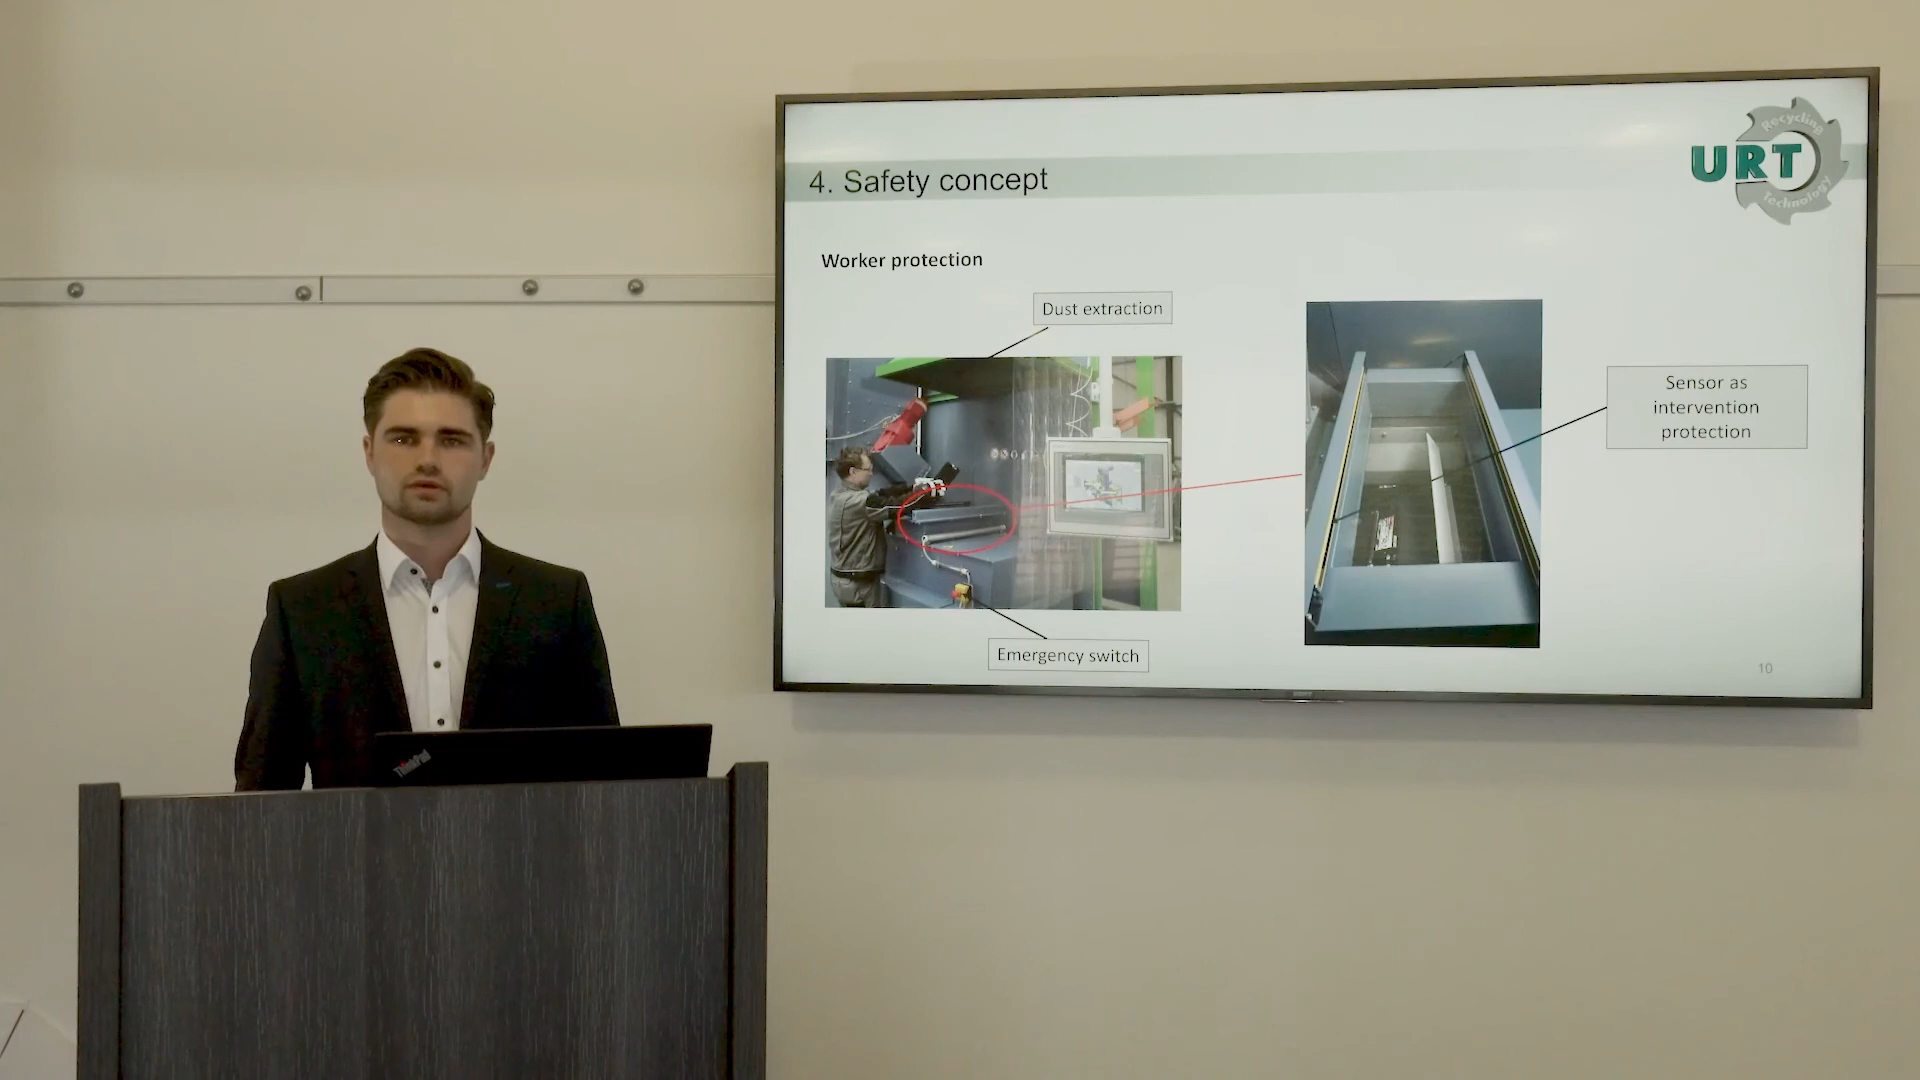 Recycling
URT
Technology
4. Safety concept
Worker protection
Dust extraction
Sensor as
intervention
protection
Emergency switch
10
ThinkPad